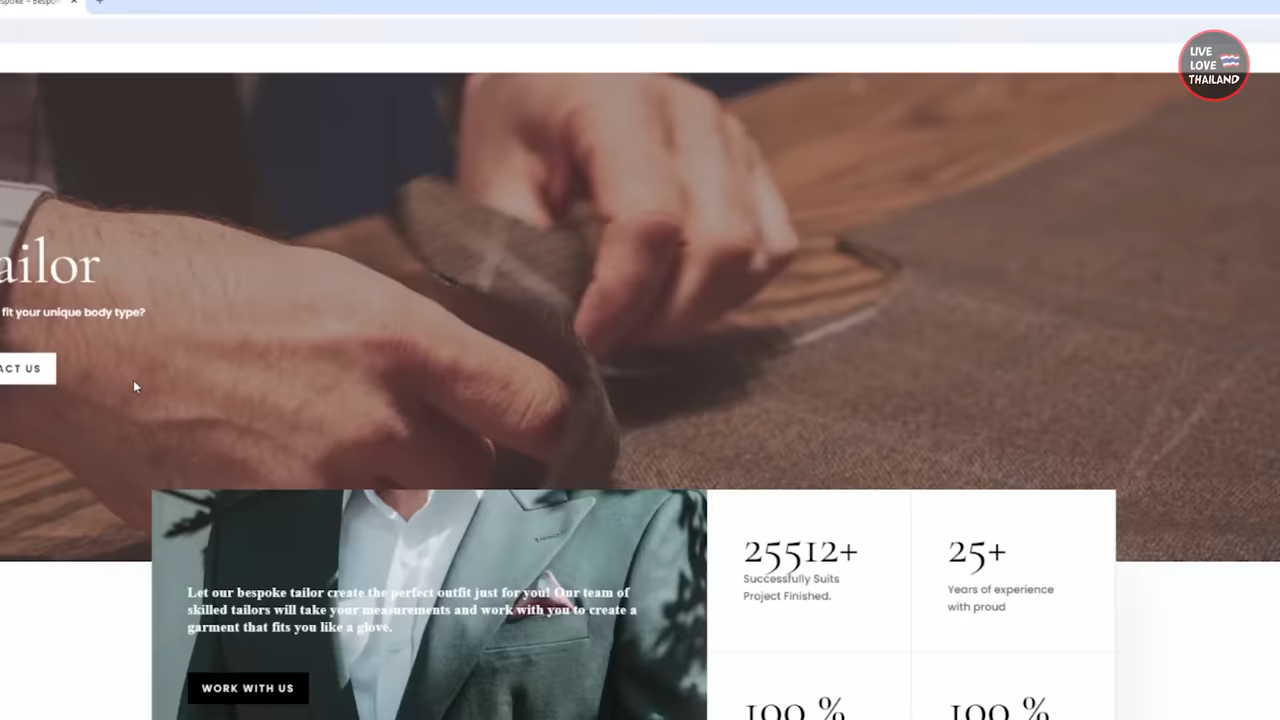 LIVE
LOVE
THAILAND
ailor
fit your unique body type?
ACT US
Let our bespoke tailor create the perfect outfit just for you! Our team of
skilled tailors will take your measurements and work with you to create a
garment that fits you like a glove.
WORK WITH US
25512+
Successfully Suits
Project Finished.
25+
Years of experience
with proud
100 %
100 %